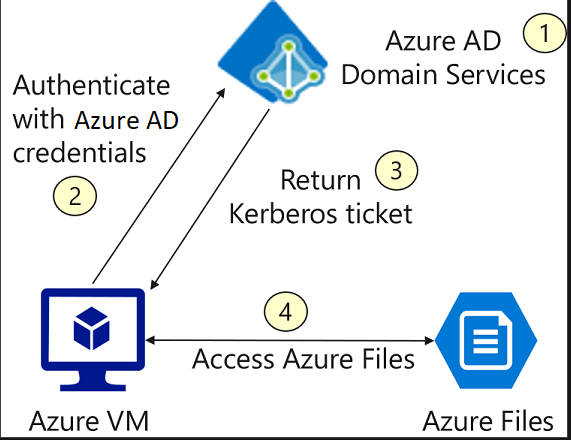 Azure AD
Domain Services
1
Authenticate
with Azure AD
credentials
2
Return
Kerberos ticket
3
4
Access Azure Files
Azure VM
Azure Files